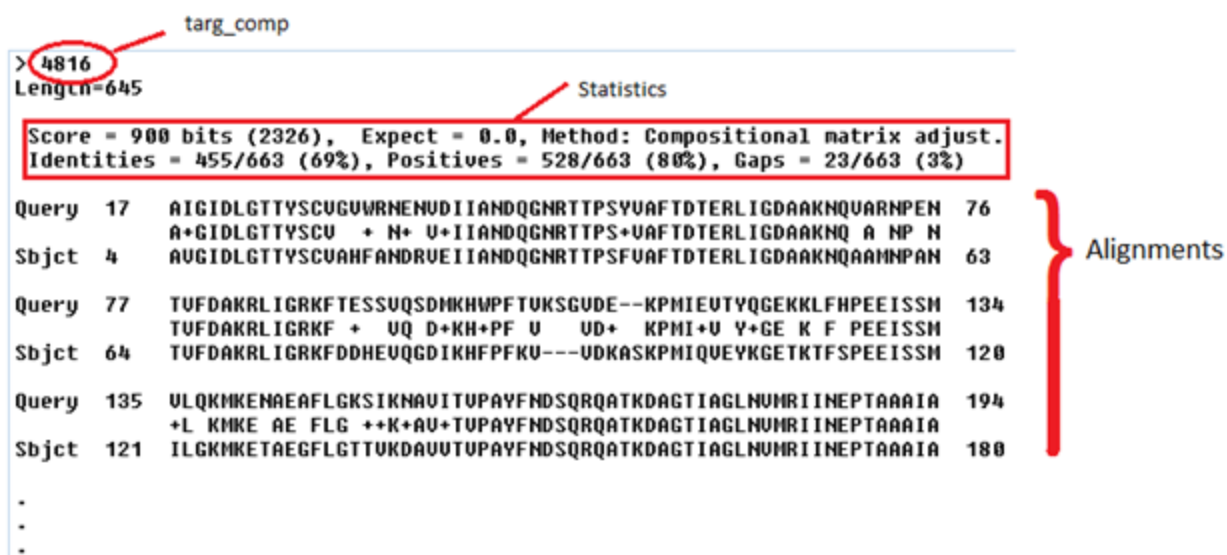 targ_comp
> 4816
Length=645
Statistics
Score = 900 bits (2326), Expect = 0.0, Method: Compositional matrix adjust.
Identities = 455/663 (69%), Positives = 528/663 (80%), Gaps = 23/663 (3%)
Query 17 AIGIDLGTTYSCVGVWRNENVDIIANDQGNRTTPSYVAFTDTERLIGDAAKNQVARNPEN 76
A+GIDLGTTYSCV + N+ V+IIANDQGNRTTPS+VAFTDTERLIGDAAKNQ A NP N
Sbjct 4 AVGIDLGTTYSCVAHFANDRVEIIANDQGNRTTPSFVAFTDTERLIGDAAKNQAAMNPAN 63
Alignments
Query 77 TVFDAKRLIGRKFTESSVQSDMKHWPFTVKSGVDE--KPMIEVTYQGEKKLFHPEEISSM 134
TVFDAKRLIGRKF + VQ D+KH+PF V VD+ KPMI+V Y+GE K F PEEISSM
Sbjct 64 TVFDAKRLIGRKFDDHEVQGDIKHFPFKV---VDKASKPMIQVEYKGETKTFSPEEISSM 120
Query 135 VLQKMKENAEAFLGKSIKNAVITVPAYFNDSQRQATKDAGTIAGLNVMRIINEPTAAAIA 194
+L KMKE AE FLG ++K+AV+TVPAYFNDSQRQATKDAGTIAGLNVMRIINEPTAAAIA
Sbjct 121 ILGKMKETAEGFLGTTVKDAVVTVPAYFNDSQRQATKDAGTIAGLNVMRIINEPTAAAIA 180
.
.
.